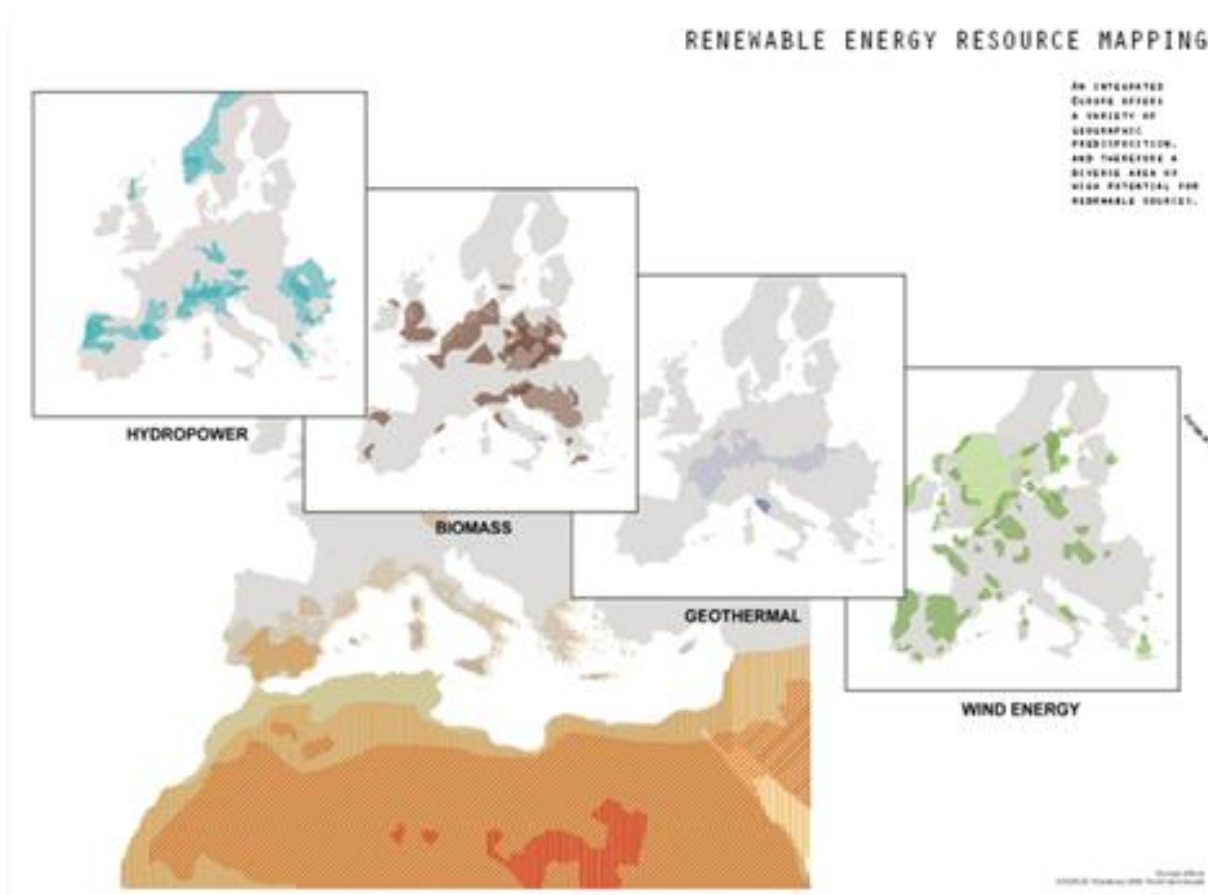 RENEWABLE ENERGY RESOURCE MAPPING
AN INTEGRATED
EUROPE OFFERS
A VARIETY OF
GEOGRAPHIC
PREDISPOSITION,
AND THEREFORE A
DIVERSE AREA OF
HIGH POTENTIAL FOR
RENEWABLE SOURCES.
HYDROPOWER
BIOMASS
GEOTHERMAL
WIND ENERGY